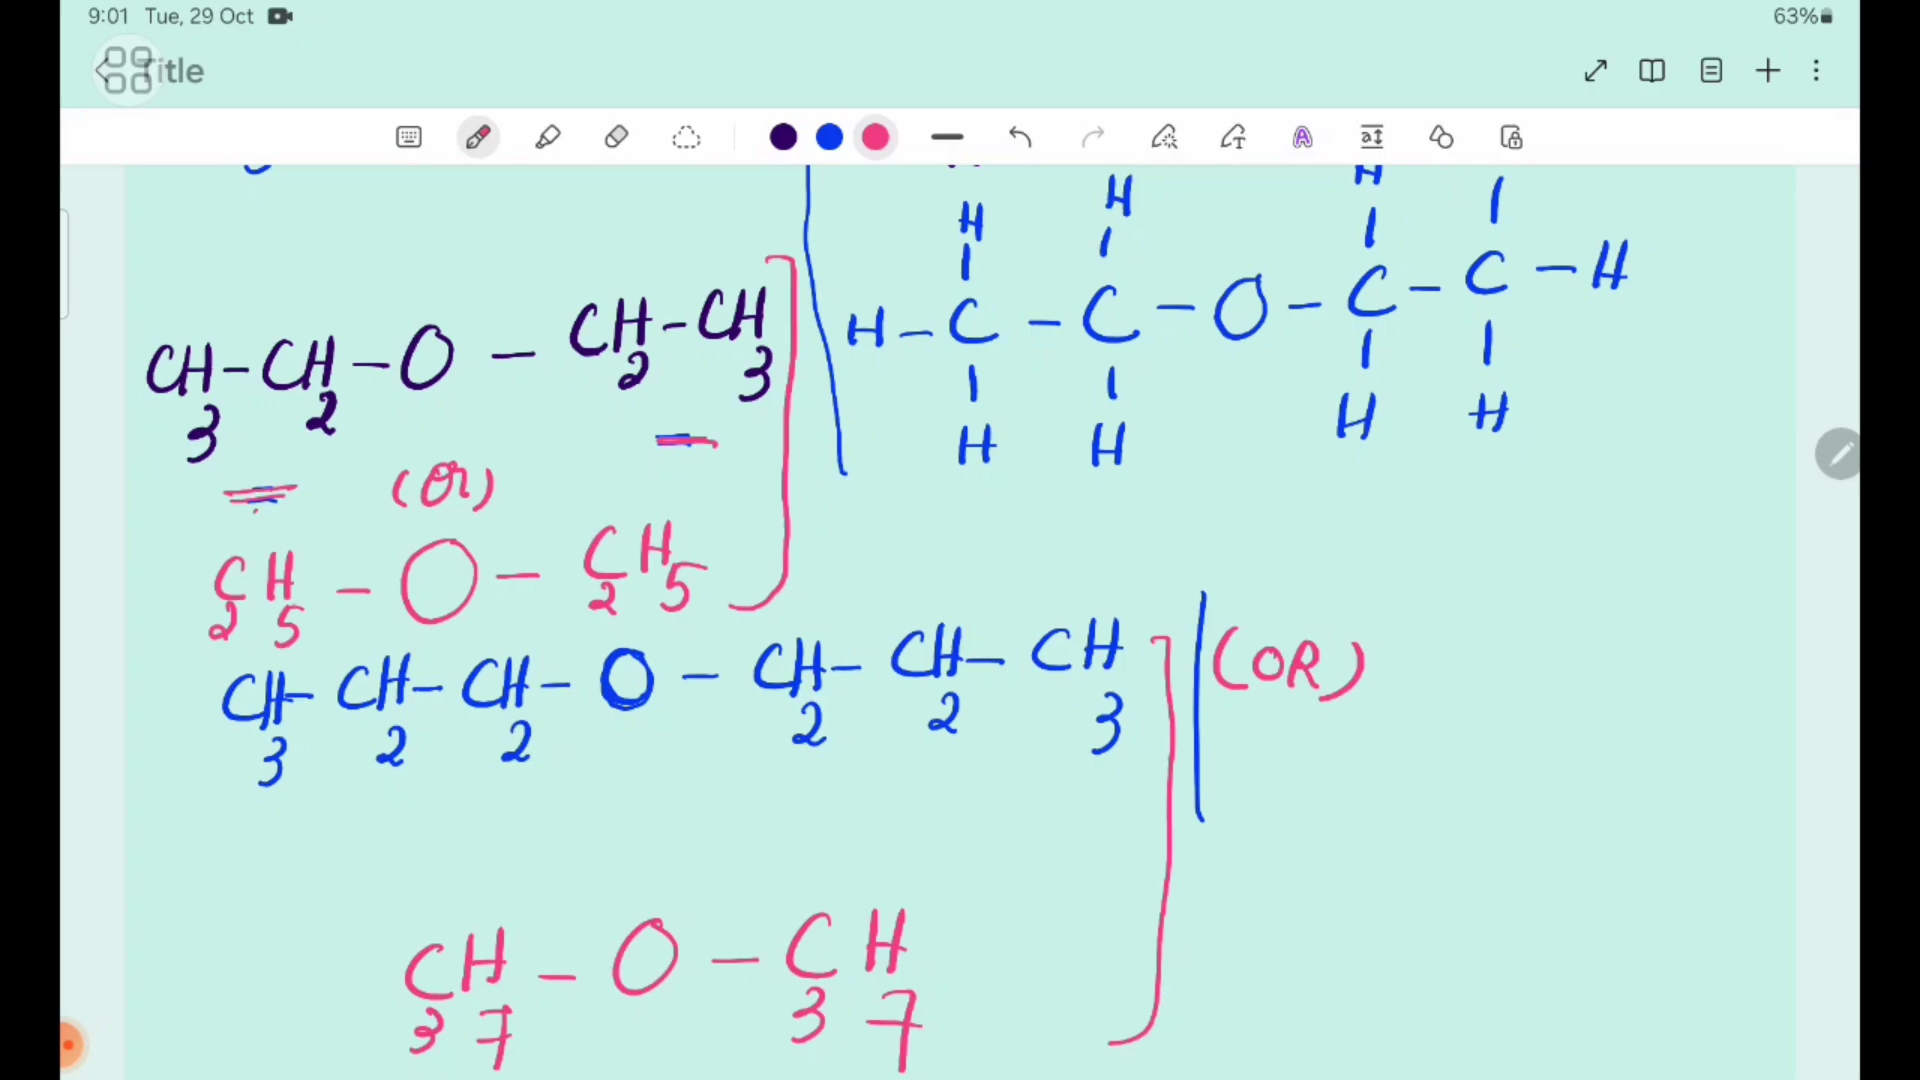 9:01 Tue, 29 Oct 63%
Title
H H H
H – C – C – O – C – C – H
H H H H
CH₃ – CH₂ – O – CH₂ – CH₃
(or)
C₂H₅ – O – C₂H₅
CH₃ – CH₂ – CH₂ – O – CH₂ – CH₂ – CH₃
(OR)
C₃H₇ – O – C₃H₇